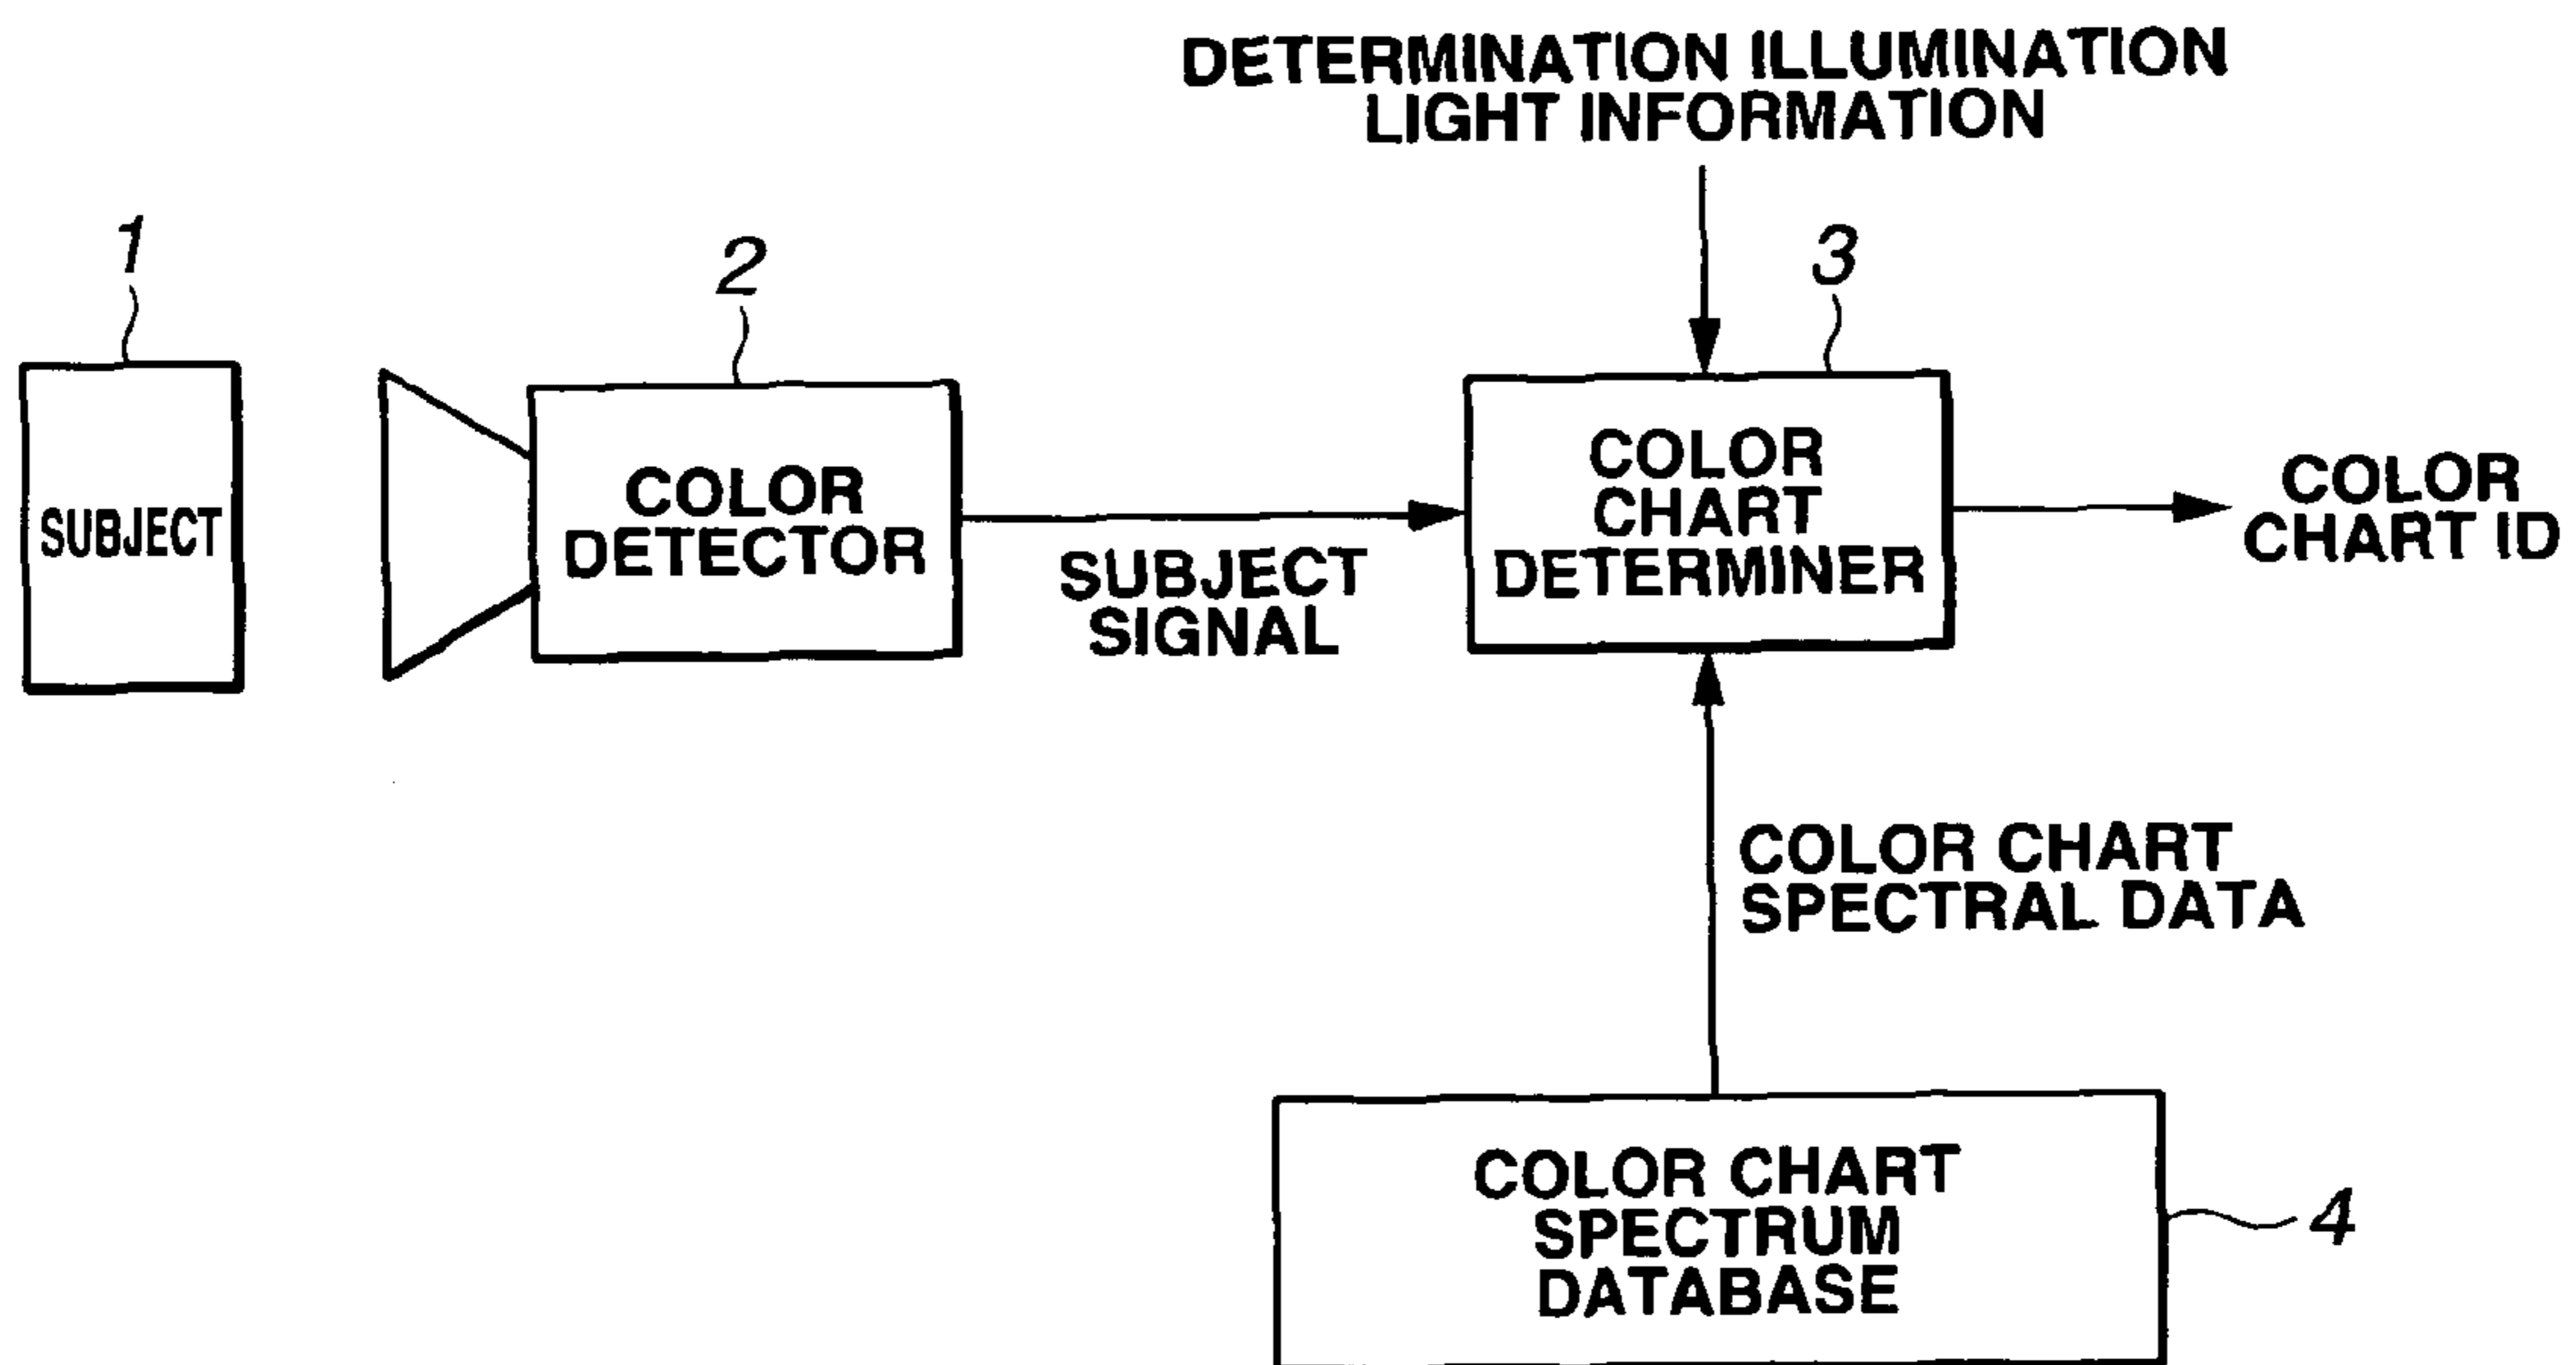 DETERMINATION ILLUMINATION
LIGHT INFORMATION
1
2
3
SUBJECT
COLOR
DETECTOR
SUBJECT
SIGNAL
COLOR
CHART
DETERMINER
COLOR
CHART ID
COLOR CHART
SPECTRAL DATA
COLOR CHART
SPECTRUM
DATABASE
4